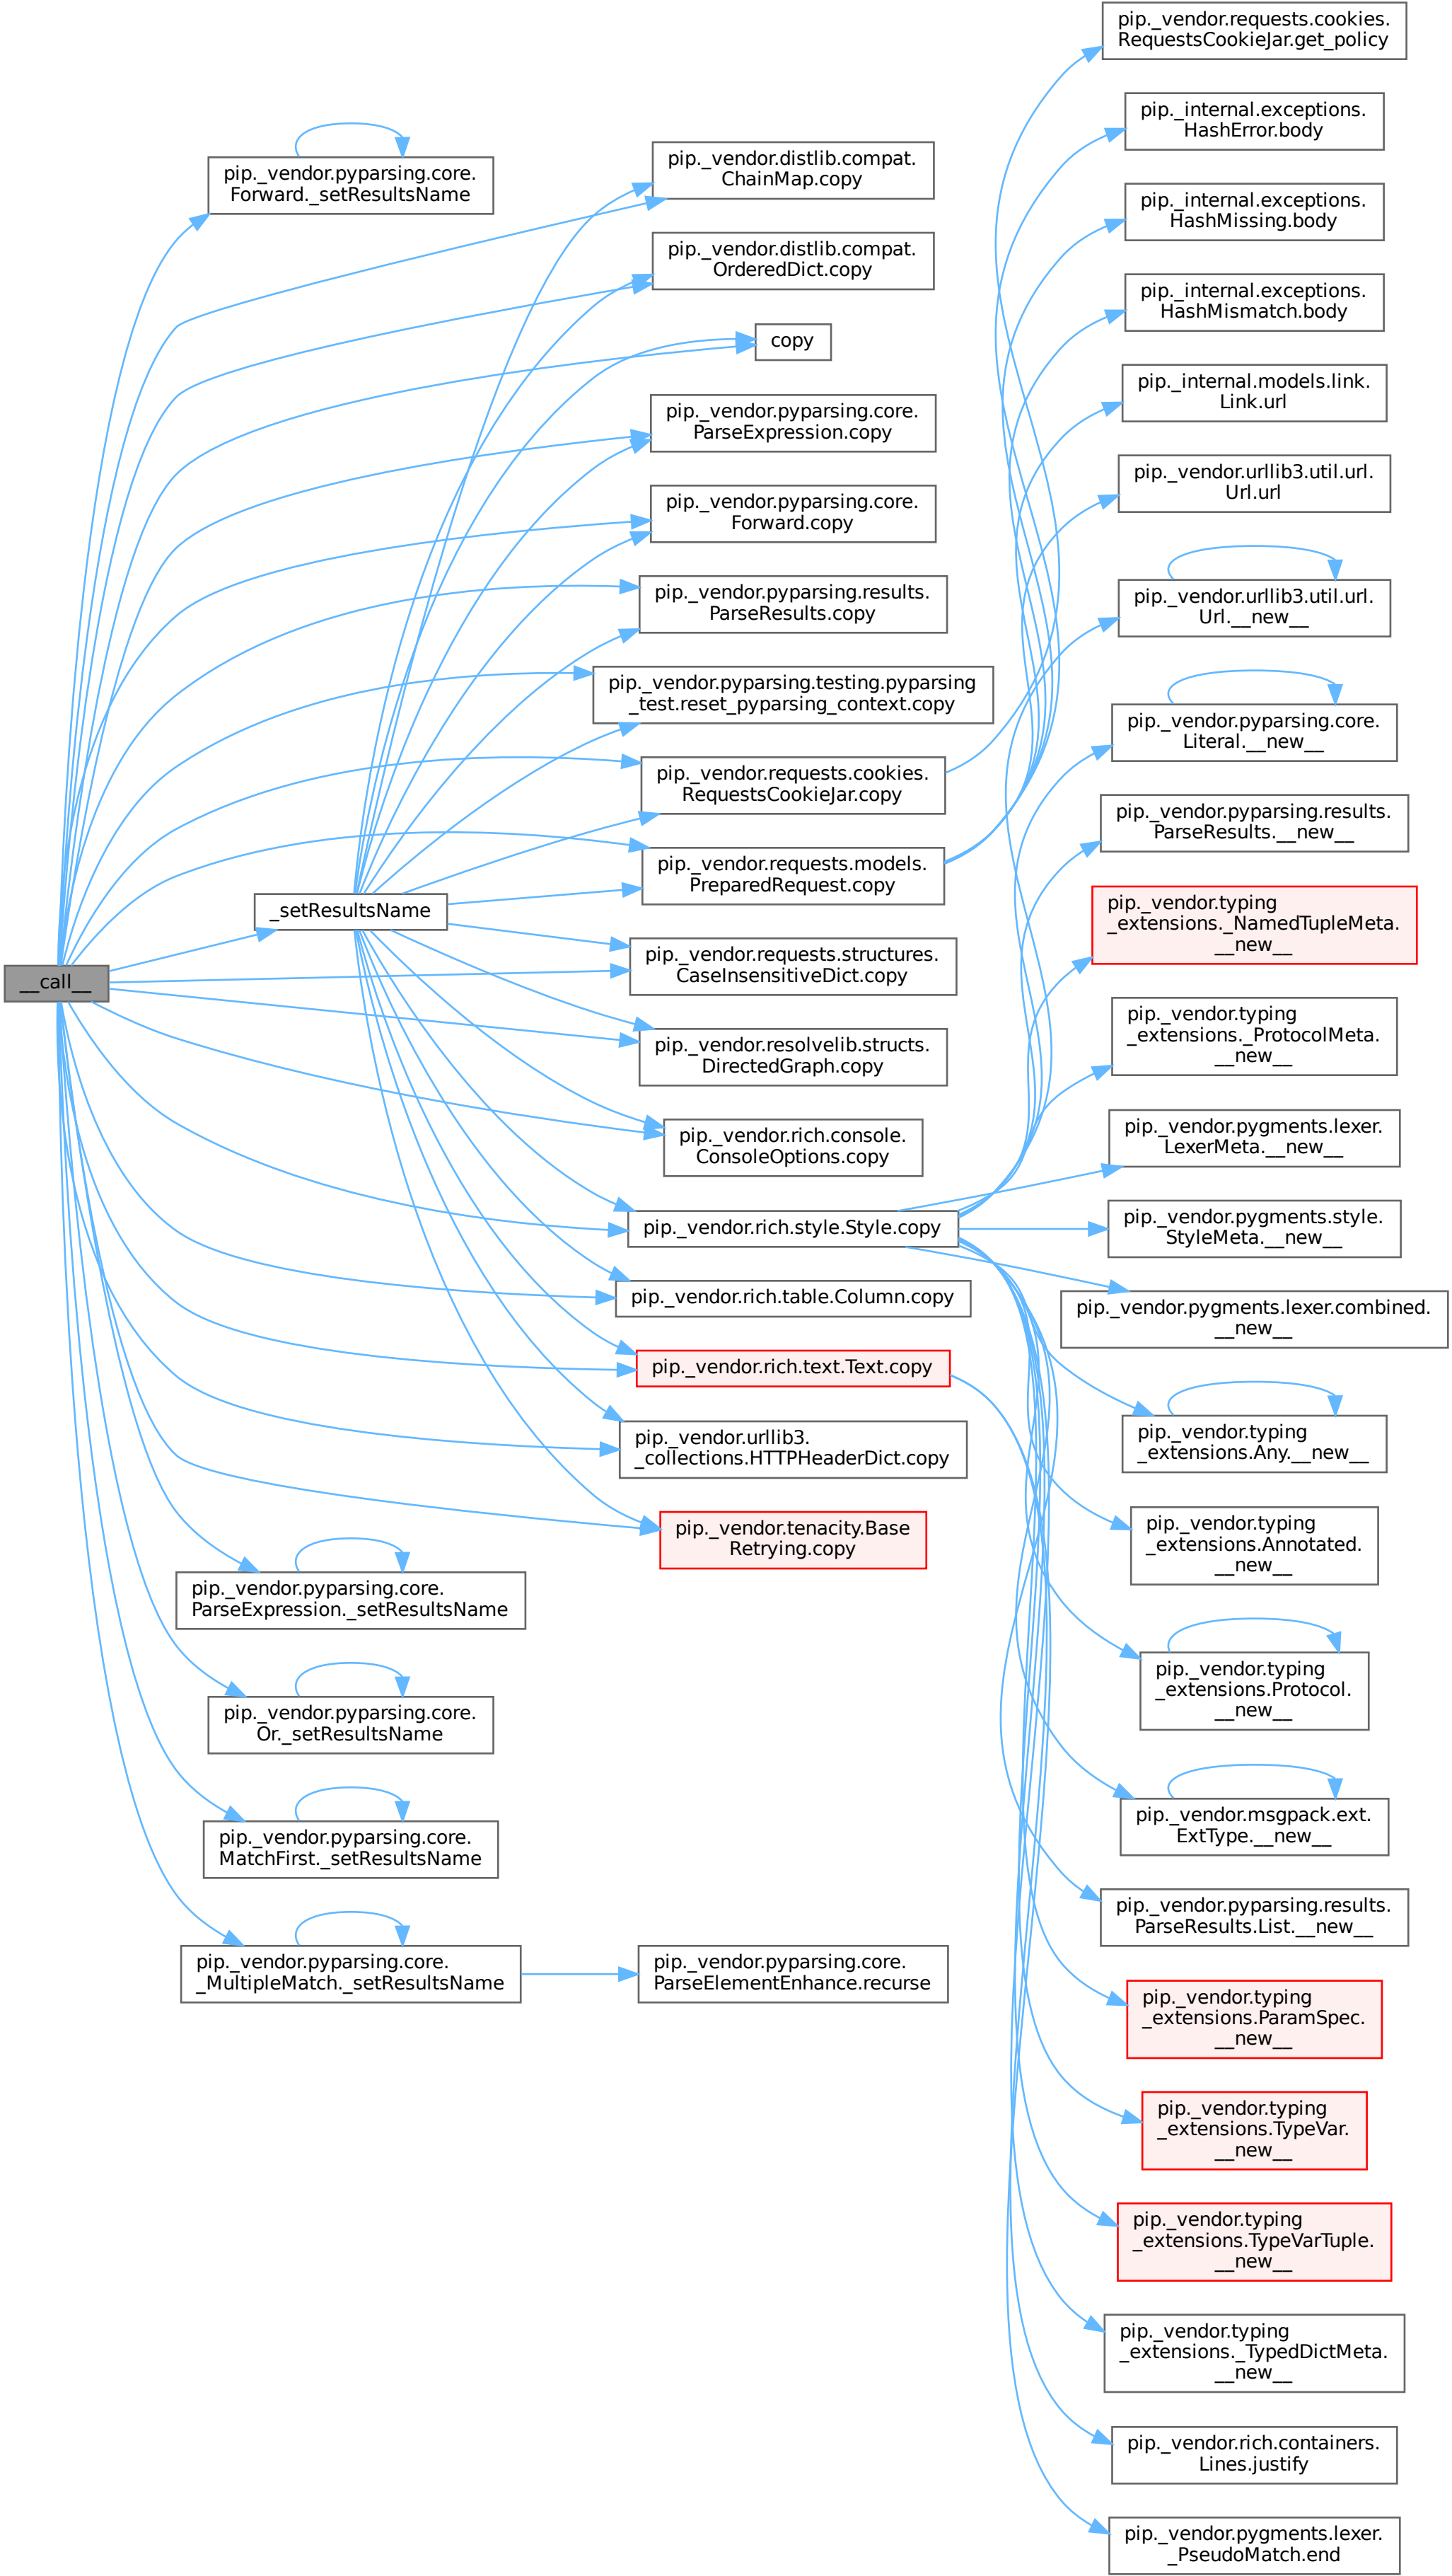 __call__
pip._vendor.pyparsing.core.
Forward._setResultsName
_setResultsName
pip._vendor.pyparsing.core.
ParseExpression._setResultsName
pip._vendor.pyparsing.core.
Or._setResultsName
pip._vendor.pyparsing.core.
MatchFirst._setResultsName
pip._vendor.pyparsing.core.
_MultipleMatch._setResultsName
pip._vendor.distlib.compat.
ChainMap.copy
pip._vendor.distlib.compat.
OrderedDict.copy
copy
pip._vendor.pyparsing.core.
ParseExpression.copy
pip._vendor.pyparsing.core.
Forward.copy
pip._vendor.pyparsing.results.
ParseResults.copy
pip._vendor.pyparsing.testing.pyparsing
_test.reset_pyparsing_context.copy
pip._vendor.requests.cookies.
RequestsCookieJar.copy
pip._vendor.requests.models.
PreparedRequest.copy
pip._vendor.requests.structures.
CaseInsensitiveDict.copy
pip._vendor.resolvelib.structs.
DirectedGraph.copy
pip._vendor.rich.console.
ConsoleOptions.copy
pip._vendor.rich.style.Style.copy
pip._vendor.rich.table.Column.copy
pip._vendor.rich.text.Text.copy
pip._vendor.urllib3.
_collections.HTTPHeaderDict.copy
pip._vendor.tenacity.Base
Retrying.copy
pip._vendor.pyparsing.core.
ParseElementEnhance.recurse
pip._vendor.requests.cookies.
RequestsCookieJar.get_policy
pip._internal.exceptions.
HashError.body
pip._internal.exceptions.
HashMissing.body
pip._internal.exceptions.
HashMismatch.body
pip._internal.models.link.
Link.url
pip._vendor.urllib3.util.url.
Url.url
pip._vendor.urllib3.util.url.
Url.__new__
pip._vendor.pyparsing.core.
Literal.__new__
pip._vendor.pyparsing.results.
ParseResults.__new__
pip._vendor.typing
_extensions._NamedTupleMeta.
__new__
pip._vendor.typing
_extensions._ProtocolMeta.
__new__
pip._vendor.pygments.lexer.
LexerMeta.__new__
pip._vendor.pygments.style.
StyleMeta.__new__
pip._vendor.pygments.lexer.combined.
__new__
pip._vendor.typing
_extensions.Any.__new__
pip._vendor.typing
_extensions.Annotated.
__new__
pip._vendor.typing
_extensions.Protocol.
__new__
pip._vendor.msgpack.ext.
ExtType.__new__
pip._vendor.pyparsing.results.
ParseResults.List.__new__
pip._vendor.typing
_extensions.ParamSpec.
__new__
pip._vendor.typing
_extensions.TypeVar.
__new__
pip._vendor.typing
_extensions.TypeVarTuple.
__new__
pip._vendor.typing
_extensions._TypedDictMeta.
__new__
pip._vendor.rich.containers.
Lines.justify
pip._vendor.pygments.lexer.
_PseudoMatch.end